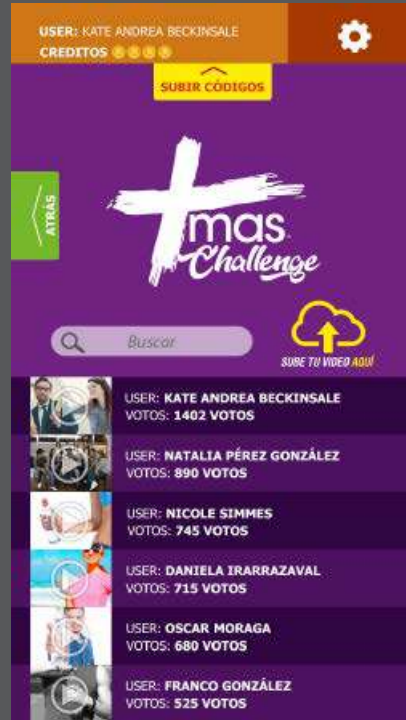 USER: KATE ANDREA BECKINSALE
CREDITOS
SUBIR CÓDIGOS
ATRÁS
mas
Challenge
Buscar
SUBE TU VIDEO AQUÍ
USER: KATE ANDREA BECKINSALE
VOTOS: 1402 VOTOS
USER: NATALIA PÉREZ GONZÁLEZ
VOTOS: 890 VOTOS
USER: NICOLE SIMMES
VOTOS: 745 VOTOS
USER: DANIELA IRARRAZAVAL
VOTOS: 715 VOTOS
USER: OSCAR MORAGA
VOTOS: 680 VOTOS
USER: FRANCO GONZÁLEZ
VOTOS: 525 VOTOS